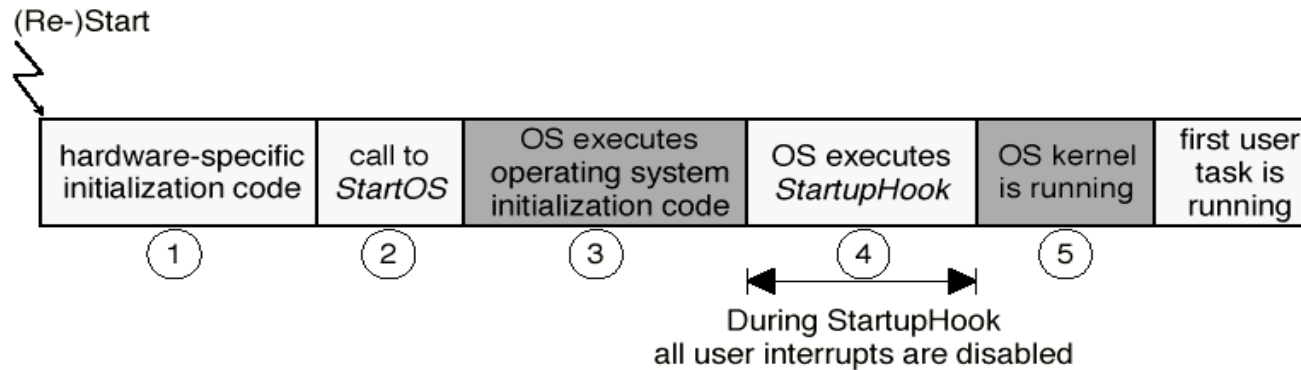 (Re-)Start
hardware-specific
initialization code
call to
StartOS
OS executes
operating system
initialization code
OS executes
StartupHook
OS kernel
is running
first user
task is
running
1
2
3
4
5
During StartupHook
all user interrupts are disabled